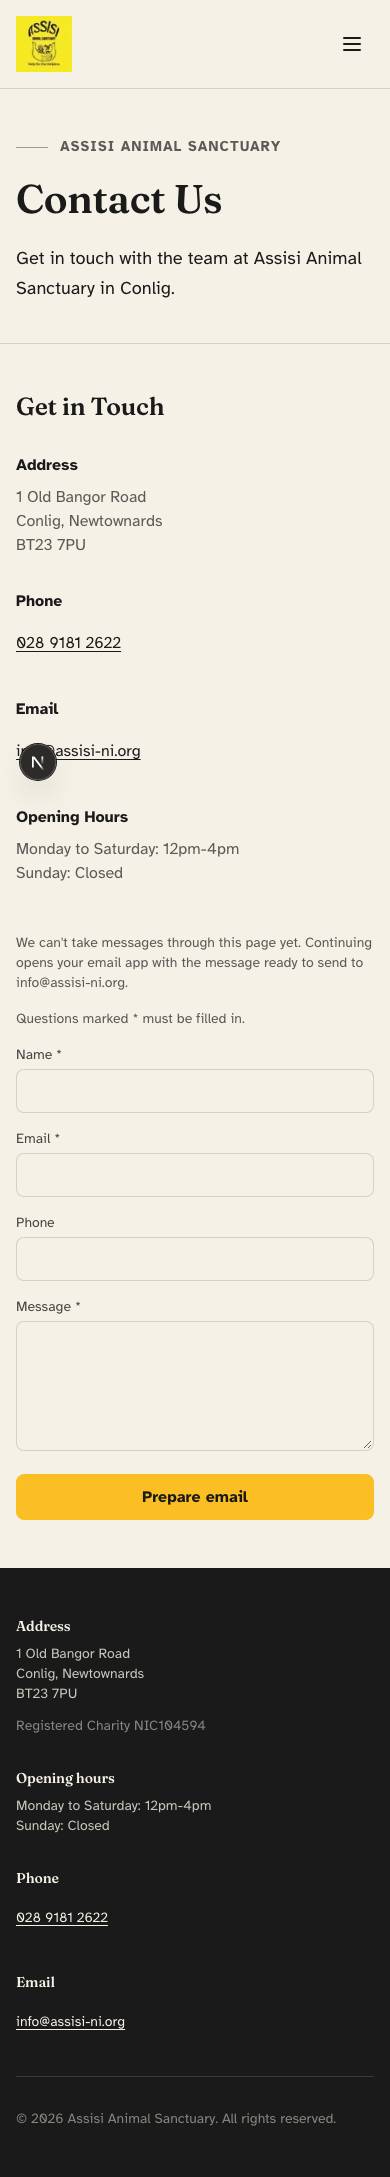 ASSISI
ANIMAL SANCTUARY
ASSISI ANIMAL SANCTUARY
Contact Us
Get in touch with the team at Assisi Animal
Sanctuary in Conlig.
Get in Touch
Address
1 Old Bangor Road
Conlig, Newtownards
BT23 7PU
Phone
028 9181 2622
Email
assisi-ni.org
N
Opening Hours
Monday to Saturday: 12pm-4pm
Sunday: Closed
We can't take messages through this page yet. Continuing
opens your email app with the message ready to send to
info@assisi-ni.org.
Questions marked * must be filled in.
Name *
Email *
Phone
Message *
Prepare email
Address
1 Old Bangor Road
Conlig, Newtownards
BT23 7PU
Registered Charity NIC104594
Opening hours
Monday to Saturday: 12pm-4pm
Sunday: Closed
Phone
028 9181 2622
Email
info@assisi-ni.org
© 2026 Assisi Animal Sanctuary. All rights reserved.